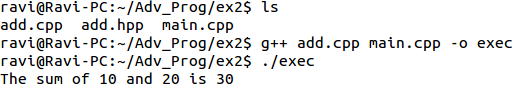 ravi@Ravi-PC:~/Adv_Prog/ex2$ ls
add.cpp  add.hpp  main.cpp
ravi@Ravi-PC:~/Adv_Prog/ex2$ g++ add.cpp main.cpp -o exec
ravi@Ravi-PC:~/Adv_Prog/ex2$ ./exec
The sum of 10 and 20 is 30